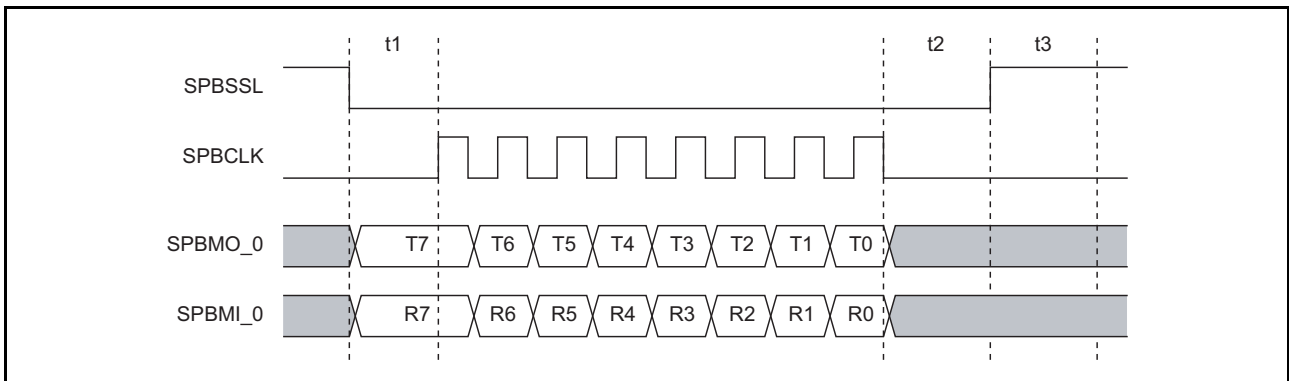 t1 t2 t3
SPBSSL
SPBCLK
SPBMO_0 T7 T6 T5 T4 T3 T2 T1 T0
SPBMI_0 R7 R6 R5 R4 R3 R2 R1 R0